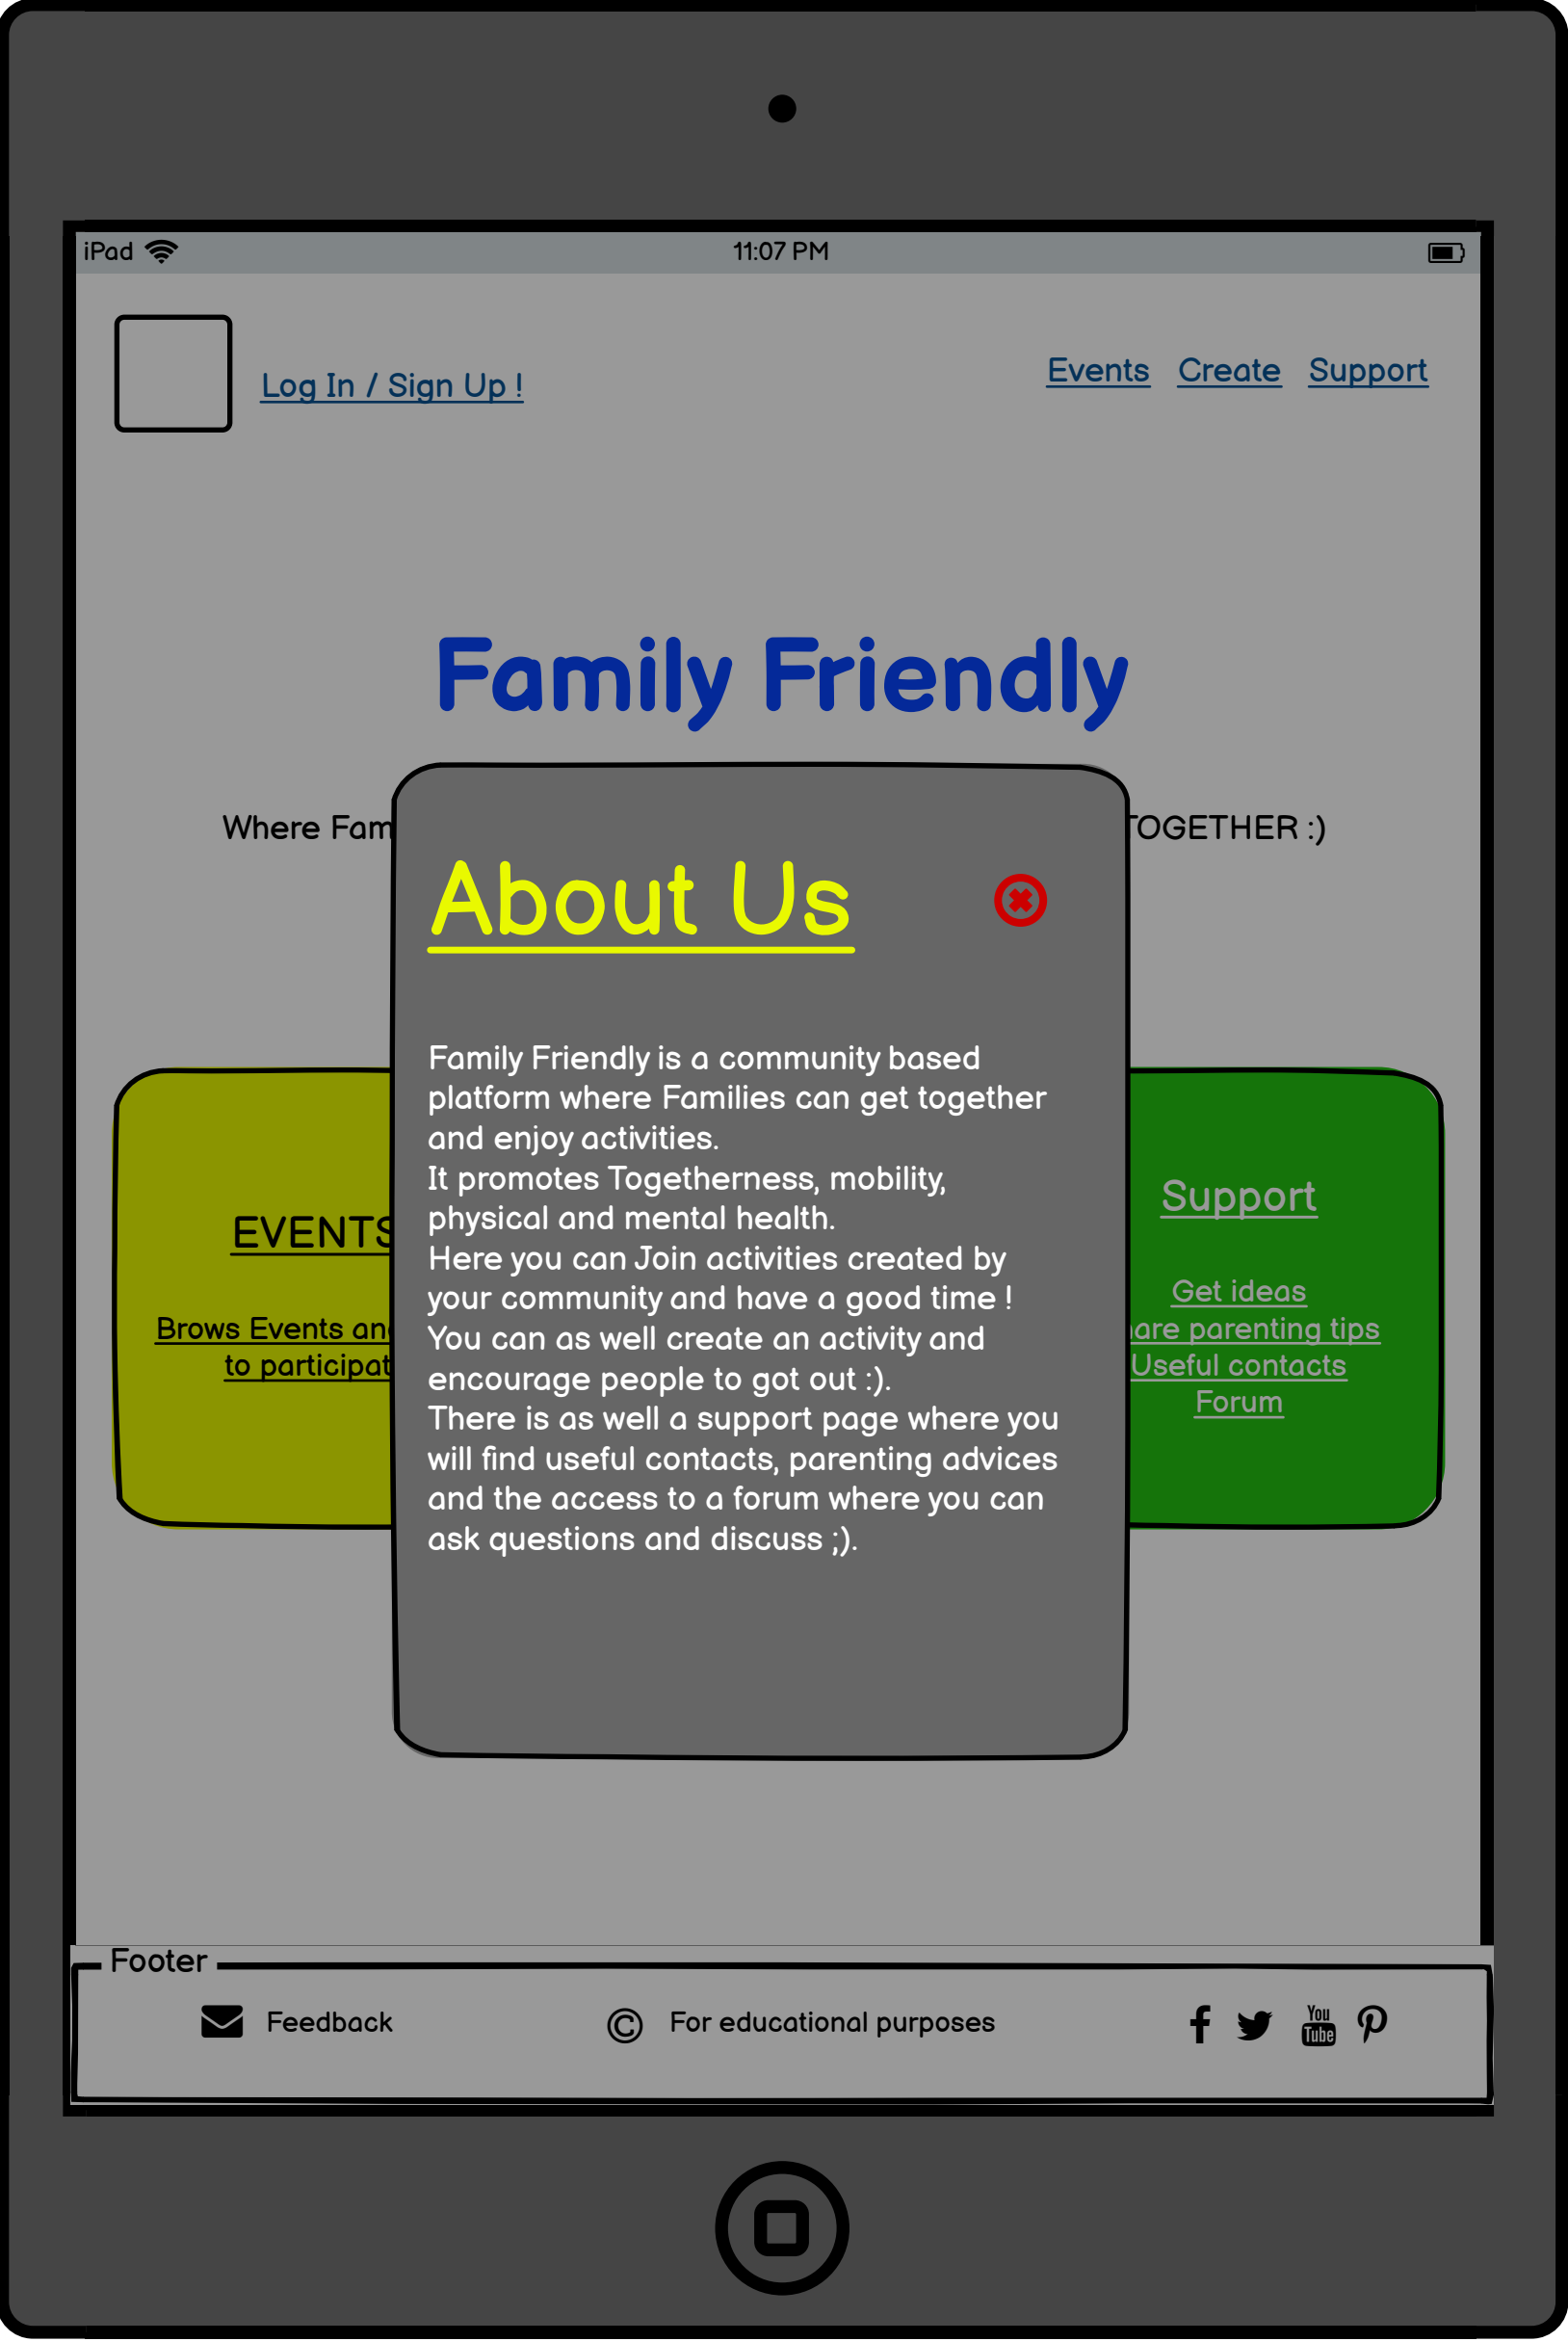 iPad 11:07 PM
Log In / Sign Up !
Events Create Support
Family Friendly
Where TOGETHER :)
About Us
Family Friendly is a community based
platform where Families can get together
and enjoy activities.
It promotes Togetherness, mobility,
physical and mental health.
Here you can Join activities created by
your community and have a good time !
You can as well create an activity and
encourage people to got out :).
There is as well a support page where you
will find useful contacts, parenting advices
and the access to a forum where you can
ask questions and discuss ;).
EVENTS
Brows Events and
to
Support
Get ideas
parenting tips
Useful contacts
Forum
Footer
Feedback
© For educational purposes
You
Tube